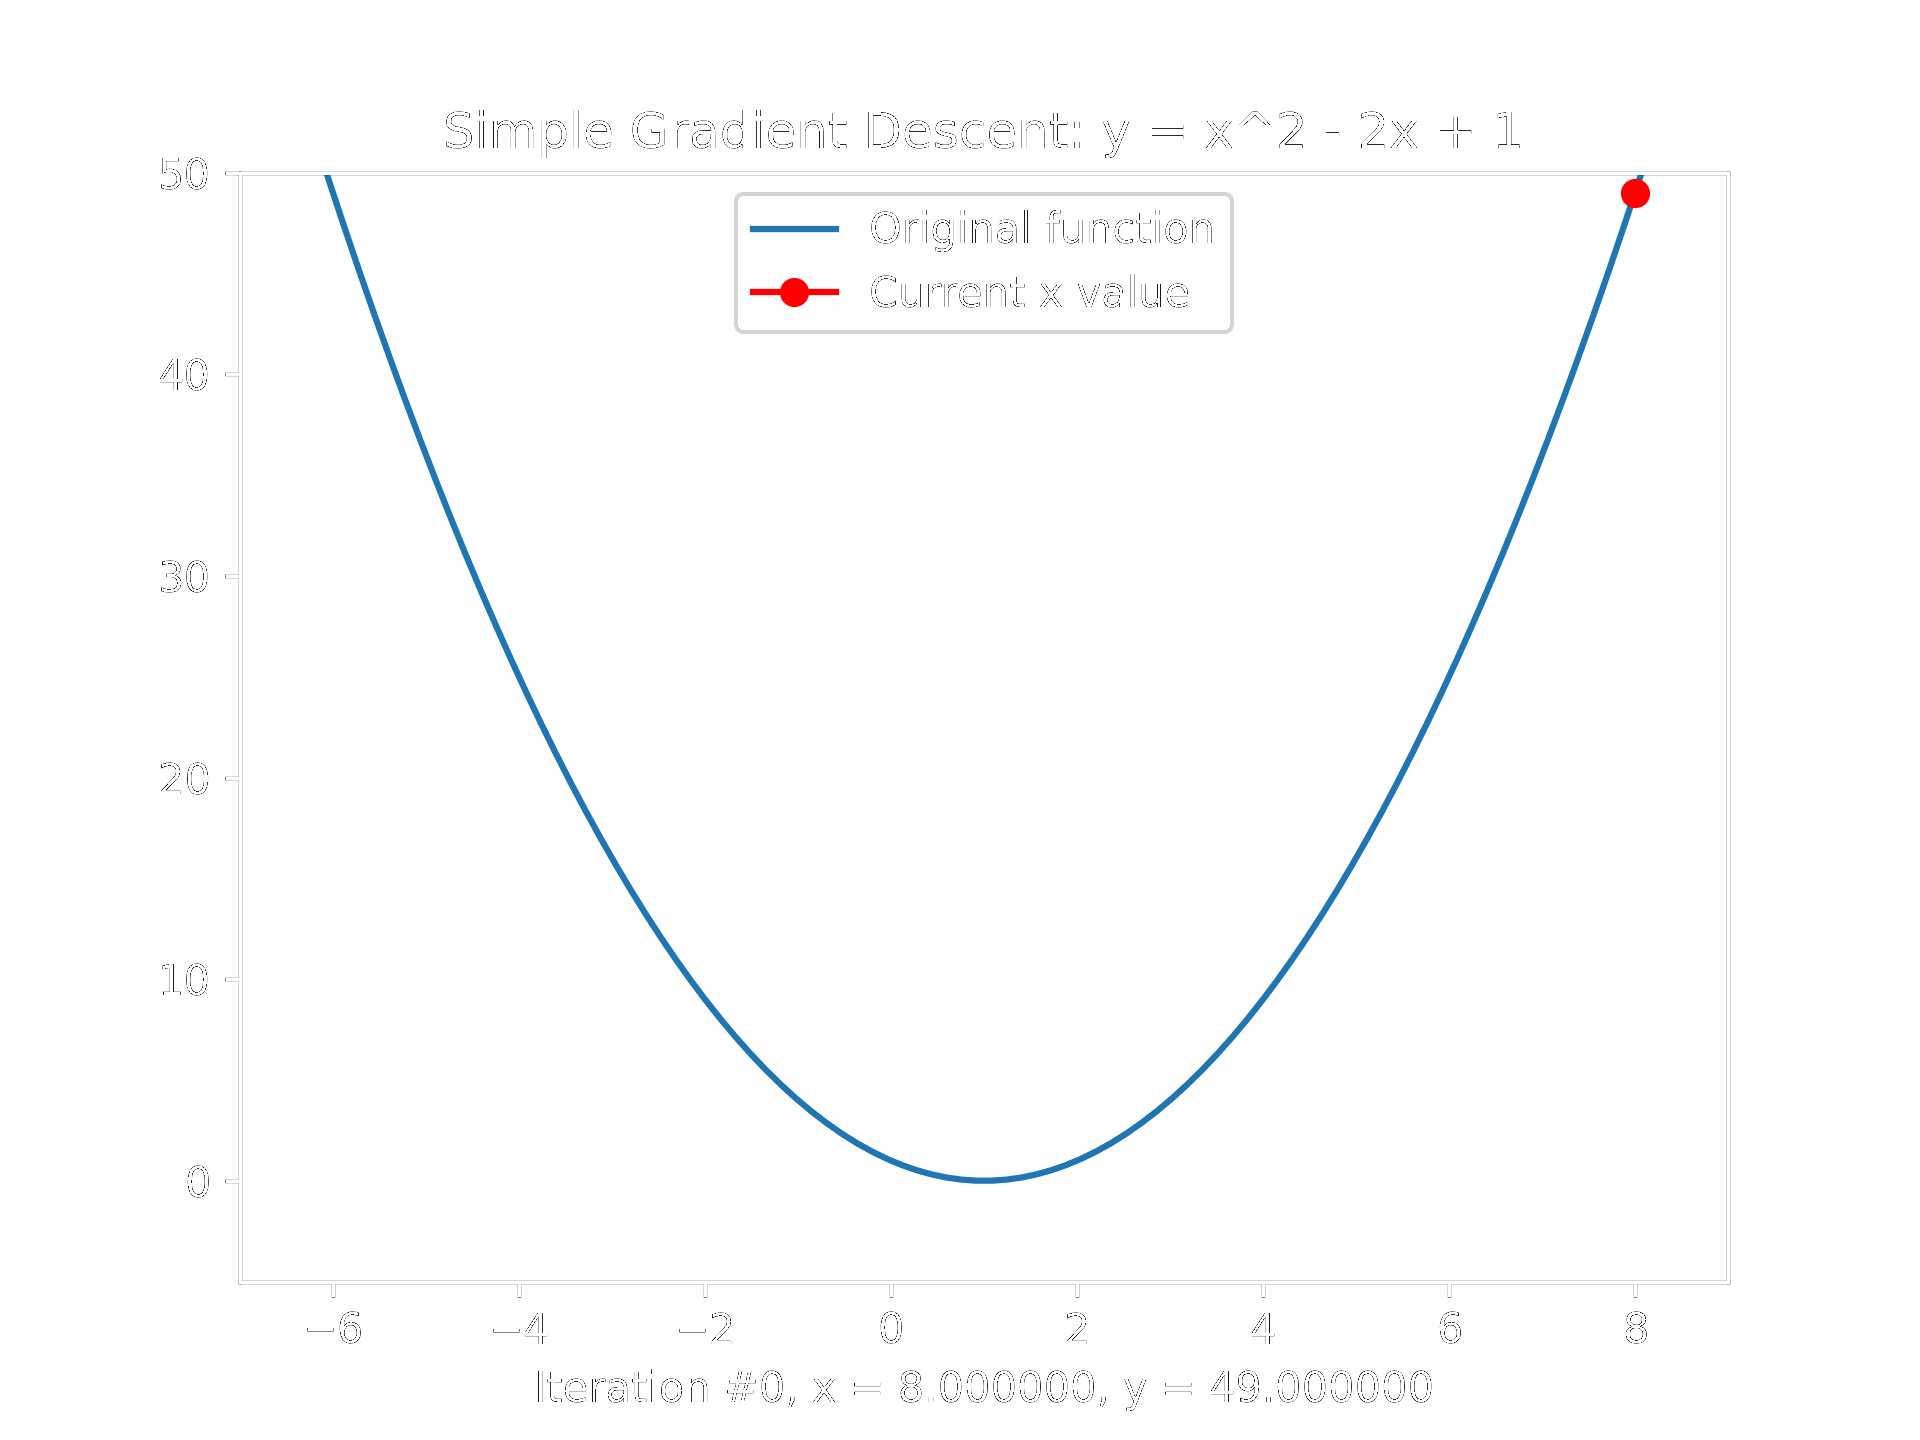 Simple Gradient Descent: y = x^2 - 2x + 1
50
Original function
Current x value
40
30
20
10
0
−6 −4 −2 0 2 4 6 8
Iteration #0, x = 8.000000, y = 49.000000